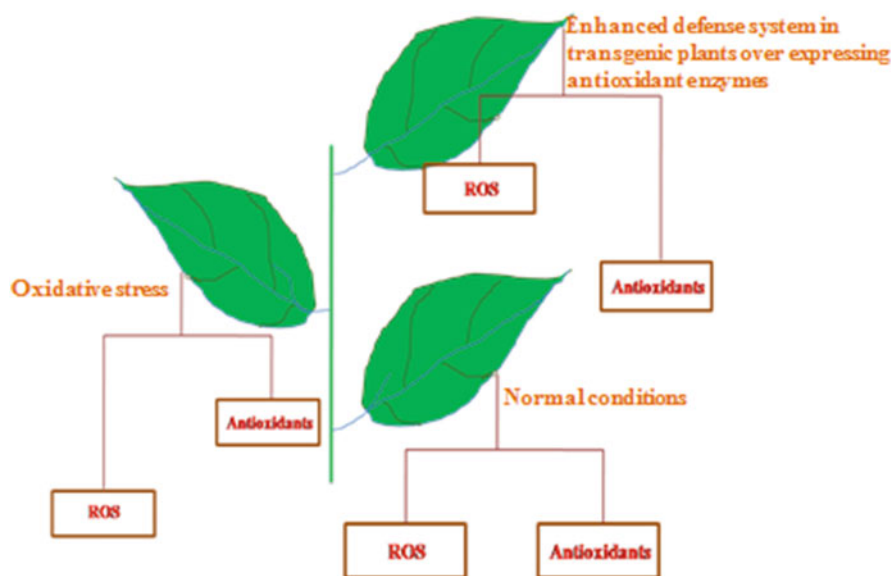 Enhanced defense system in
transgenic plants over expressing
antioxidant enzymes
ROS
Antioxidants
Oxidative stress
Antioxidants
ROS
Normal conditions
ROS
Antioxidants